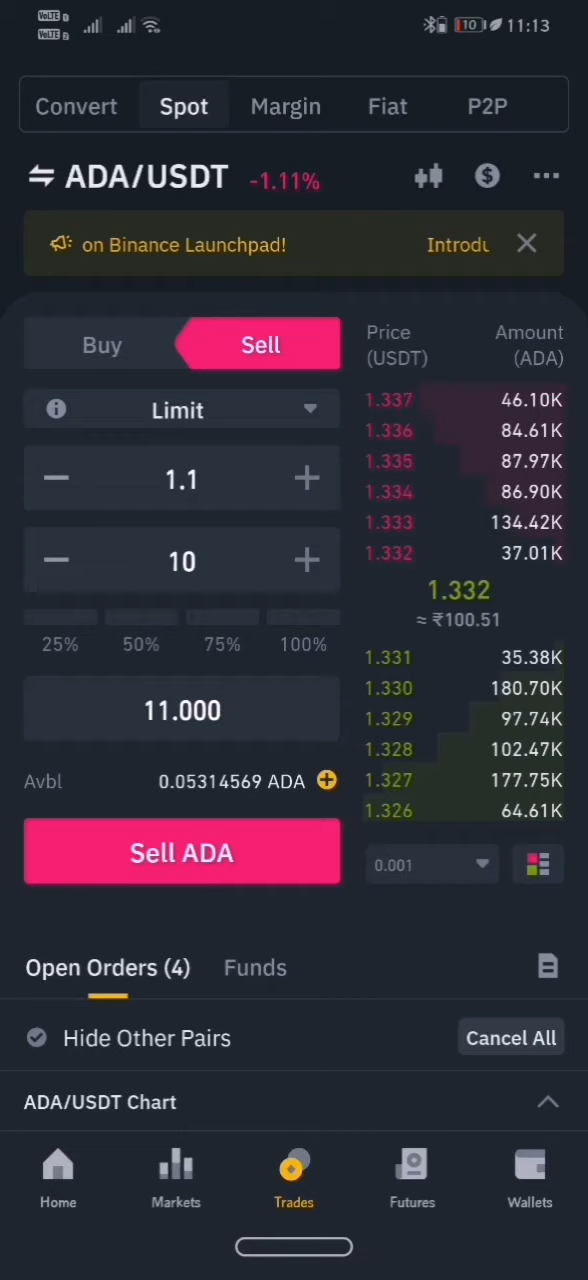 VoLTE 1
VoLTE 2
10 11:13
Convert Spot Margin Fiat P2P
ADA/USDT -1.11%
on Binance Launchpad! Introdu
Buy Sell
Price Amount
(USDT) (ADA)
Limit
1.1
10
25% 50% 75% 100%
11.000
Avbl 0.05314569 ADA
Sell ADA
1.337 46.10K
1.336 84.61K
1.335 87.97K
1.334 86.90K
1.333 134.42K
1.332 37.01K
1.332
≈ ₹100.51
1.331 35.38K
1.330 180.70K
1.329 97.74K
1.328 102.47K
1.327 177.75K
1.326 64.61K
0.001
Open Orders (4) Funds
Hide Other Pairs Cancel All
ADA/USDT Chart
Home Markets Trades Futures Wallets